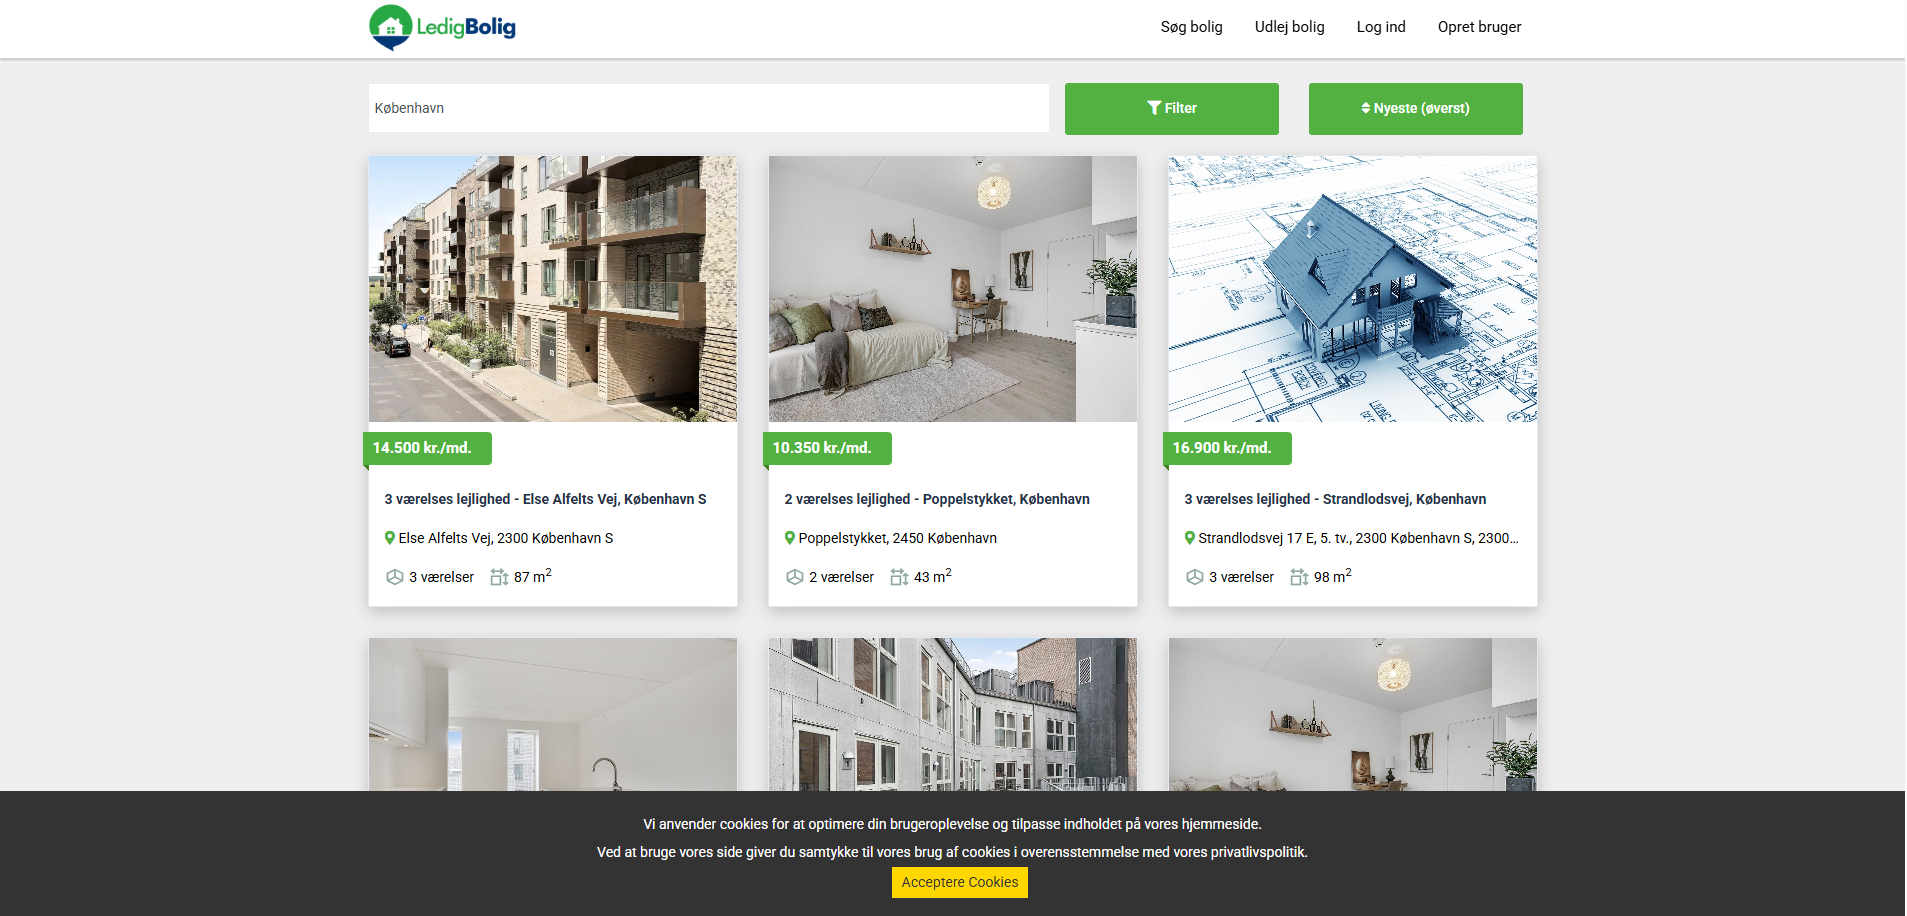 LedigBolig
Søg bolig
Udlej bolig
Log ind
Opret bruger
København
Filter
Nyeste (øverst)
14.500 kr./md.
3 værelses lejlighed - Else Alfelts Vej, København S
Else Alfelts Vej, 2300 København S
3 værelser 87 m2
10.350 kr./md.
2 værelses lejlighed - Poppelstykket, København
Poppelstykket, 2450 København
2 værelser 43 m2
16.900 kr./md.
3 værelses lejlighed - Strandlodsvej, København
Strandlodsvej 17 E, 5. tv., 2300 København S, 2300...
3 værelser 98 m2
Vi anvender cookies for at optimere din brugeroplevelse og tilpasse indholdet på vores hjemmeside.
Ved at bruge vores side giver du samtykke til vores brug af cookies i overensstemmelse med vores privatlivspolitik.
Acceptere Cookies